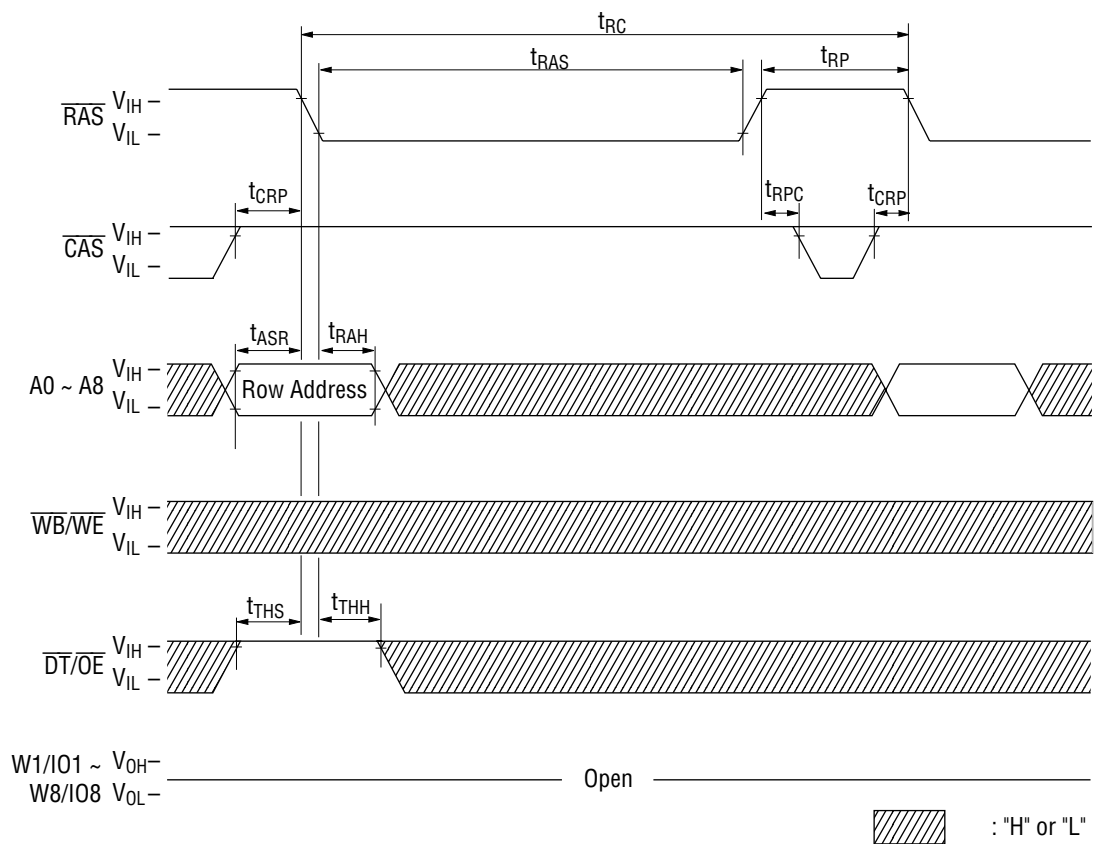 tRC
tRAS
tRP
RAS VIH –
VIL –
tCRP
tRPC
tCRP
CAS VIH –
VIL –
tASR
tRAH
A0 ~ A8 VIH –
VIL –
Row Address
WB/WE VIH –
VIL –
tTHS
tTHH
DT/OE VIH –
VIL –
W1/IO1 ~ VOH–
W8/IO8 VOL–
Open
: "H" or "L"